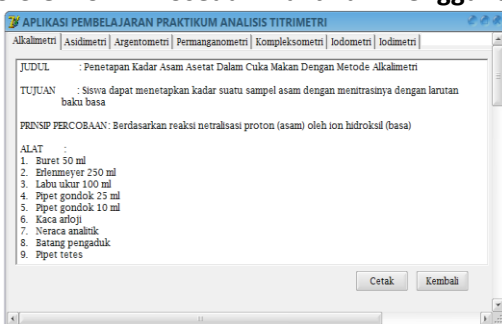 APLIKASI PEMBELAJARAN PRAKTIKUM ANALISIS TITRIMETRI
Alkalimetri Asidimetri Argentometri Permanganometri Kompleksometri Iodometri Iodimetri
JUDUL : Penetapan Kadar Asam Asetat Dalam Cuka Makan Dengan Metode Alkalimetri
TUJUAN : Siswa dapat menetapkan kadar suatu sampel asam dengan menitrasinya dengan larutan
baku basa
PRINSIP PERCOBAAN: Berdasarkan reaksi netralisasi proton (asam) oleh ion hidroksil (basa)
ALAT :
1. Buret 50 ml
2. Erlenmeyer 250 ml
3. Labu ukur 100 ml
4. Pipet gondok 25 ml
5. Pipet gondok 10 ml
6. Kaca arloji
7. Neraca analitik
8. Batang pengaduk
9. Pipet tetes
Cetak Kembali